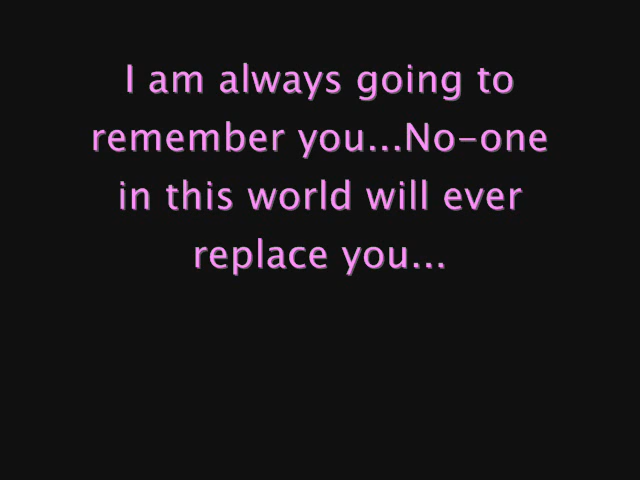 I am always going to
remember you...No-one
in this world will ever
replace you...